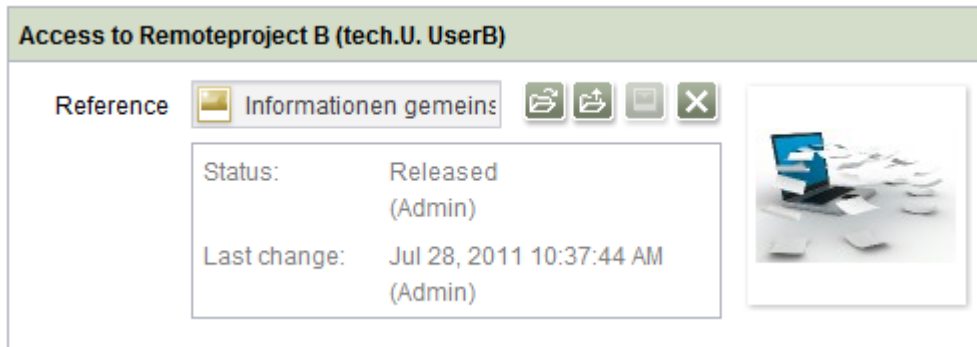 Access to Remoteproject B (tech.U. UserB)
Reference Informationen gemeins
Status: Released
(Admin)
Last change: Jul 28, 2011 10:37:44 AM
(Admin)